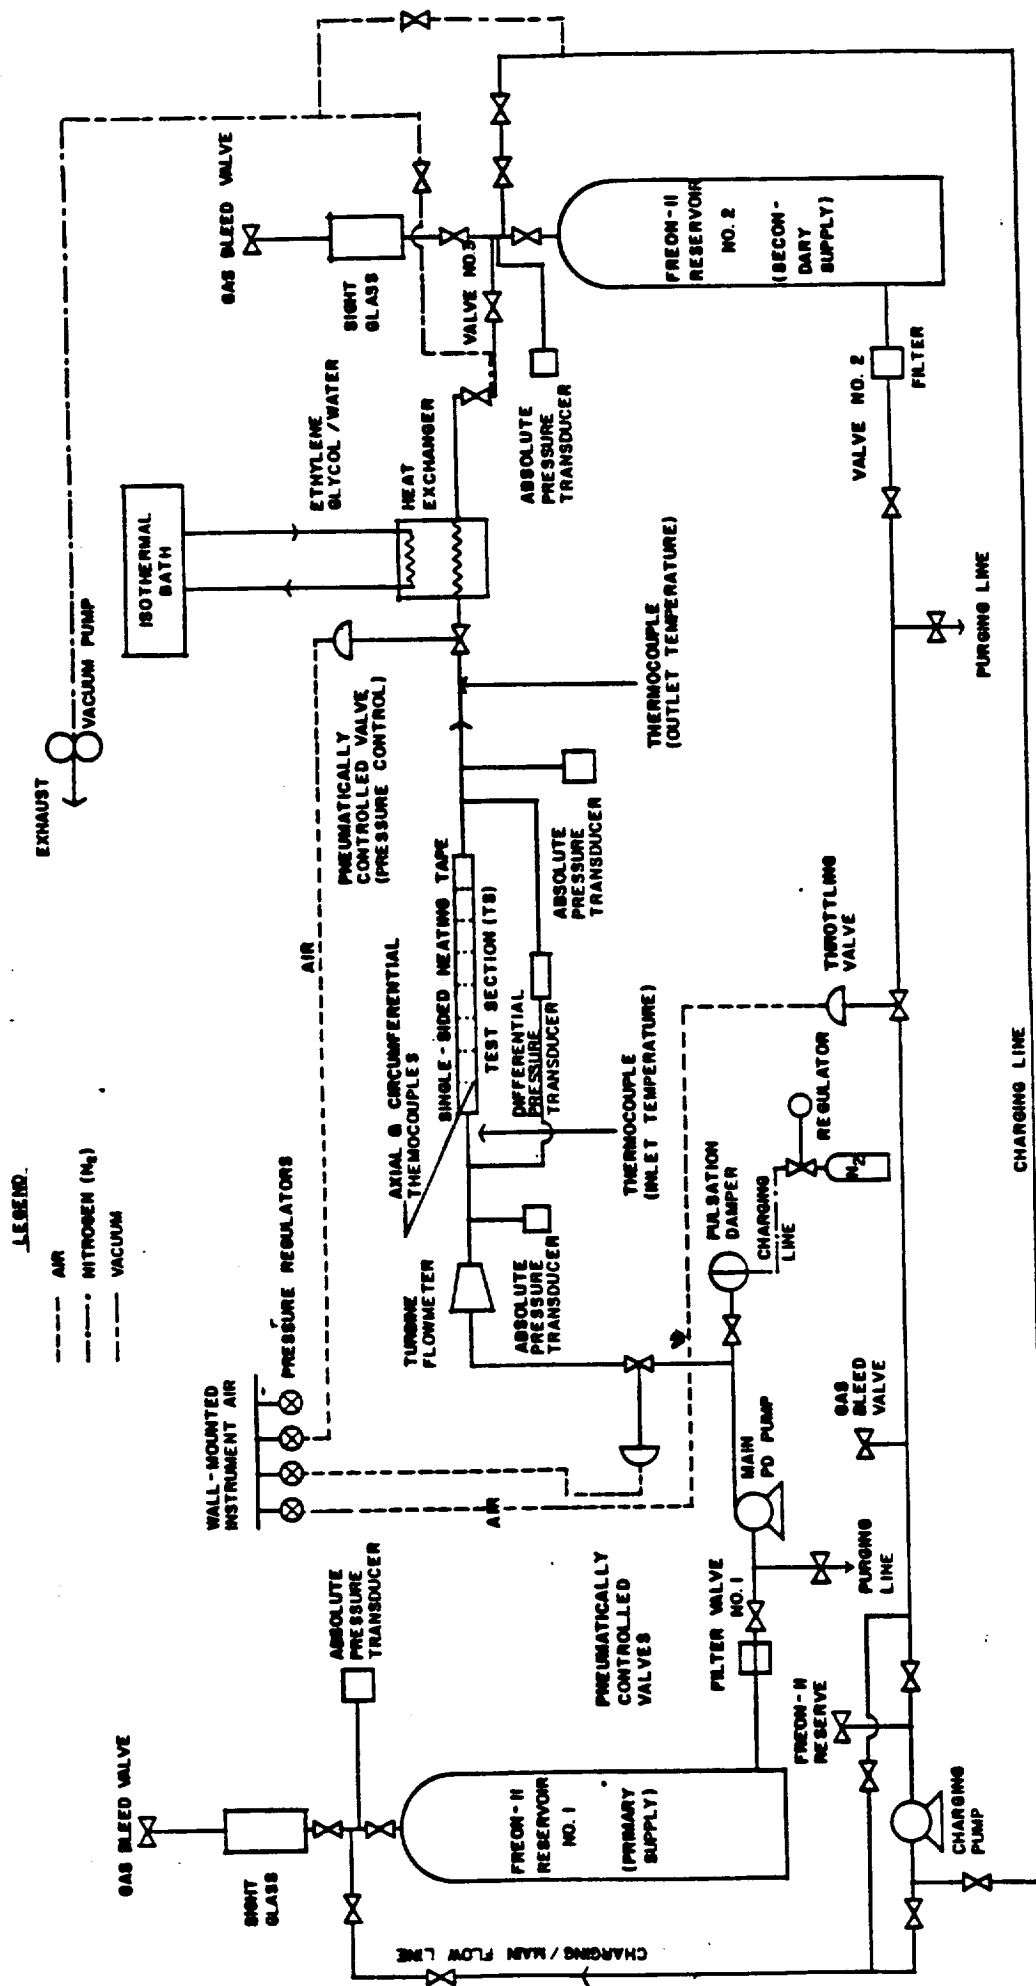 LEGEND
AIR
NITROGEN (N2)
VACUUM
EXHAUST
VACUUM PUMP
ISOTHERMAL
BATH
ETHYLENE
GLYCOL/WATER
HEAT
EXCHANGER
GAS BLEED VALVE
SIGHT
GLASS
VALVE NO.3
ABSOLUTE
PRESSURE
TRANSDUCER
FREON-11
RESERVOIR
NO.2
(SECON-
DARY
SUPPLY)
FILTER
VALVE NO. 2
PURGING LINE
PNEUMATICALLY
CONTROLLED VALVE,
(PRESSURE CONTROL)
AIR
THERMOCOUPLE
(OUTLET TEMPERATURE)
ABSOLUTE
PRESSURE
TRANSDUCER
SINGLE-SIDED HEATING TAPE
TEST SECTION (TS)
AXIAL & CIRCUMFERENTIAL
THEMOCOUPLES
DIFFERENTIAL
PRESSURE
TRANSDUCER
THERMOCOUPLE
(INLET TEMPERATURE)
TURBINE
FLOWMETER
ABSOLUTE
PRESSURE
TRANSDUCER
PRESSURE REGULATORS
WALL-MOUNTED
INSTRUMENT AIR
AIR
PULSATION
DAMPER
CHARGING
LINE
REGULATOR
N2
THROTTLING
VALVE
CHARGING LINE
GAS
BLEED
VALVE
MAIN
PD PUMP
PURGING
LINE
FILTER VALVE
NO. 1
PNEUMATICALLY
CONTROLLED
VALVES
ABSOLUTE
PRESSURE
TRANSDUCER
GAS BLEED VALVE
SIGHT
GLASS
FREON-11
RESERVOIR
NO. 1
(PRIMARY
SUPPLY)
FREON-11
RESERVE
CHARGING
PUMP
CHARGING/MAIN FLOW LINE